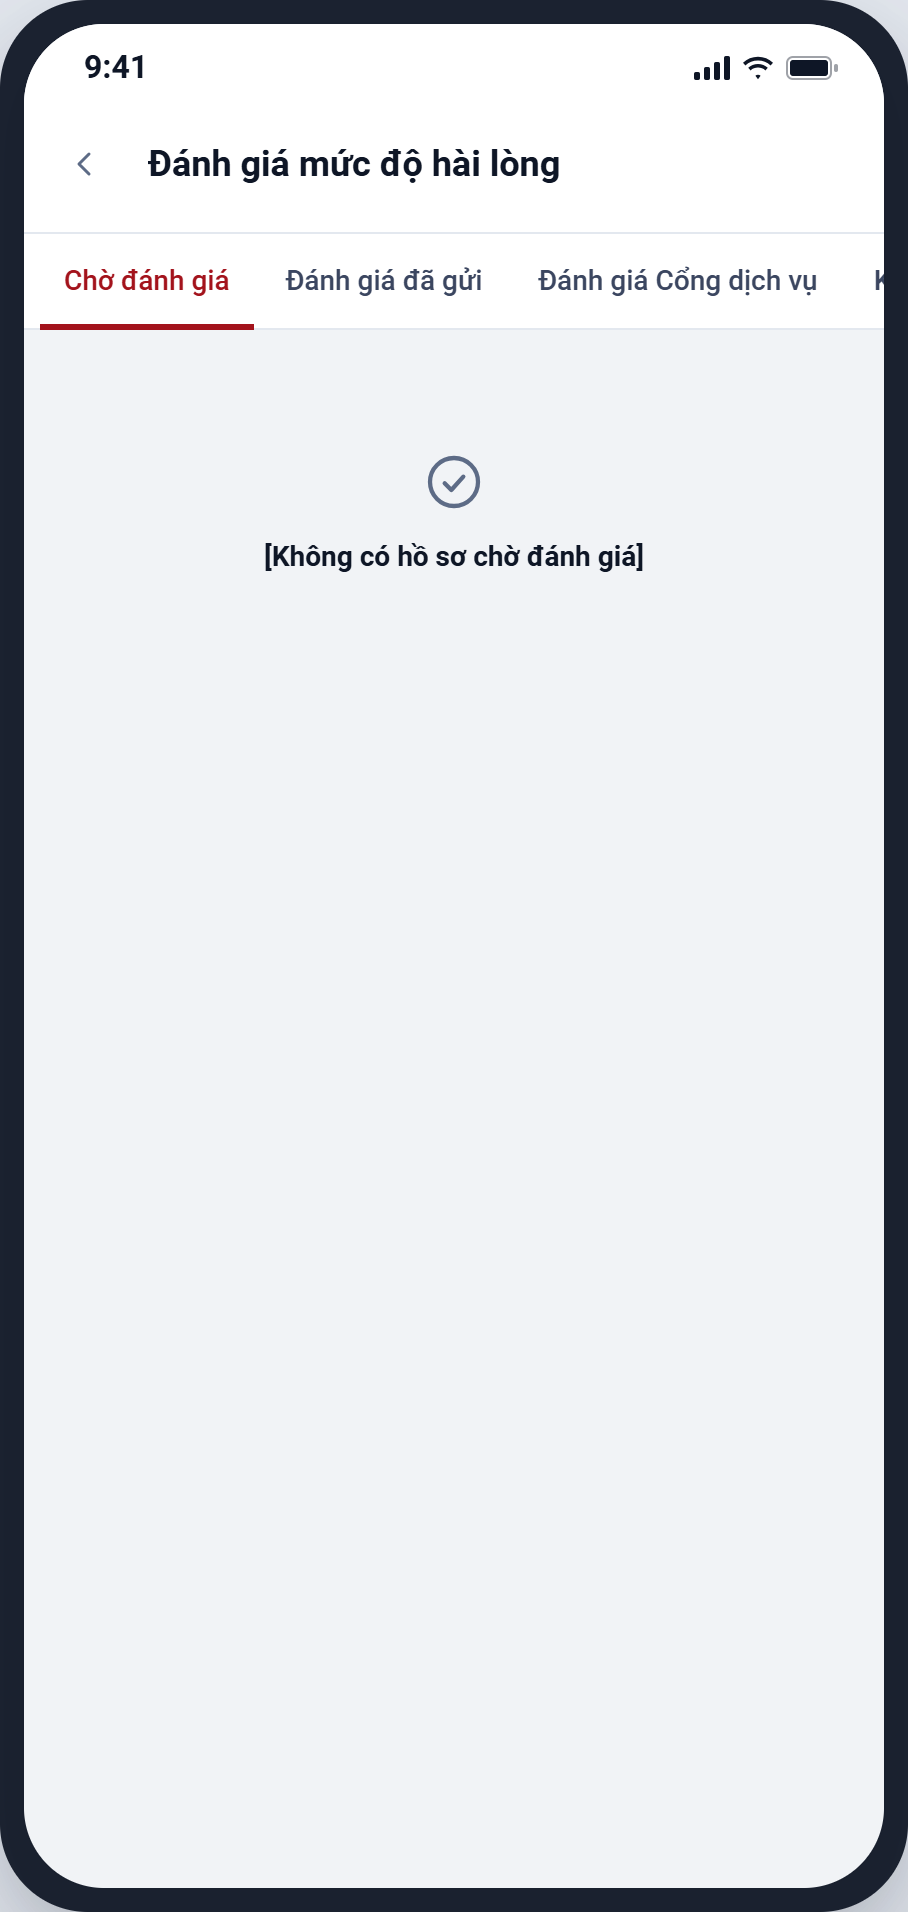 9:41
Đánh giá mức độ hài lòng
Chờ đánh giá Đánh giá đã gửi Đánh giá Cổng dịch vụ
[Không có hồ sơ chờ đánh giá]